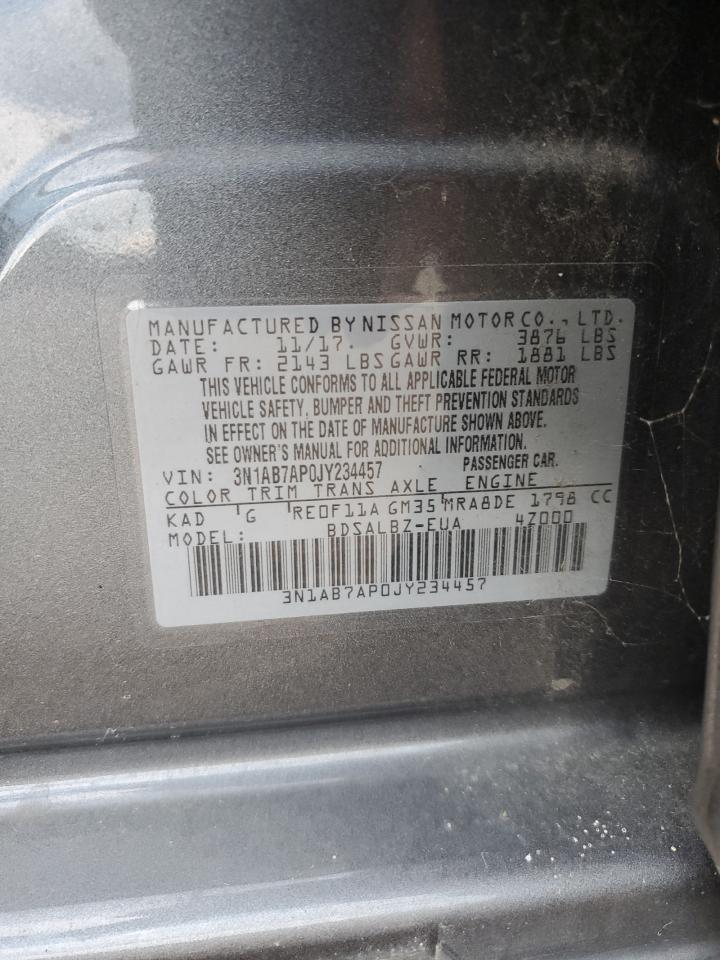 MANUFACTURED BY NISSAN MOTOR CO., LTD.
DATE: 11/17. GVWR: 3876 LBS
GAWR FR: 2143 LBS GAWR RR: 1881 LBS
THIS VEHICLE CONFORMS TO ALL APPLICABLE FEDERAL MOTOR
VEHICLE SAFETY, BUMPER AND THEFT PREVENTION STANDARDS
IN EFFECT ON THE DATE OF MANUFACTURE SHOWN ABOVE.
SEE OWNER'S MANUAL FOR ADDITIONAL INFORMATION.
VIN: 3N1AB7AP0JY234457 PASSENGER CAR.
COLOR TRIM TRANS AXLE ENGINE
KAD G RE0F11A GM35 MRA8DE 1798 CC
MODEL: BDSALBZ-EUA 4Z000
3N1AB7AP0JY234457